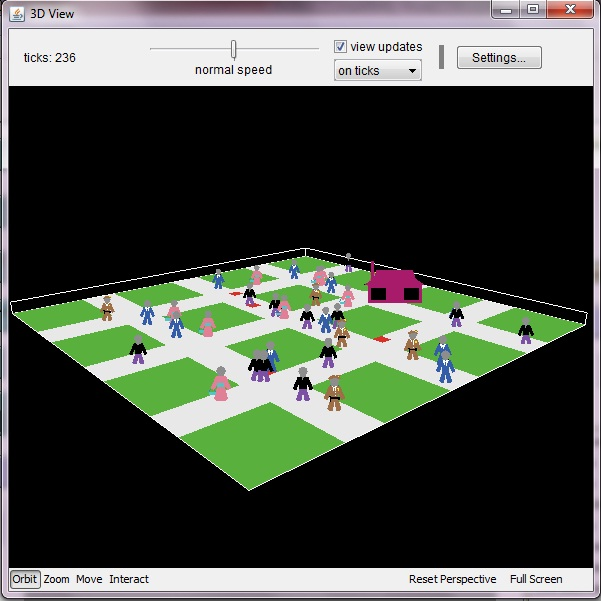 3D View
ticks: 236
normal speed
view updates
on ticks
Settings...
Orbit Zoom Move Interact Reset Perspective Full Screen